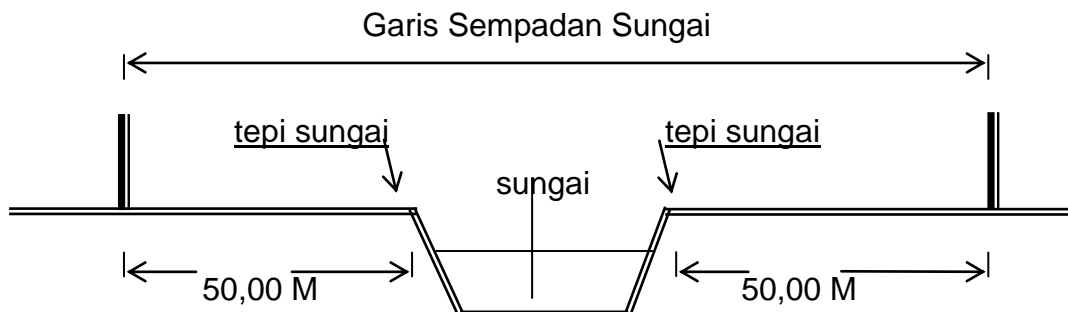 Garis Sempadan Sungai
tepi sungai tepi sungai
sungai
50,00 M 50,00 M